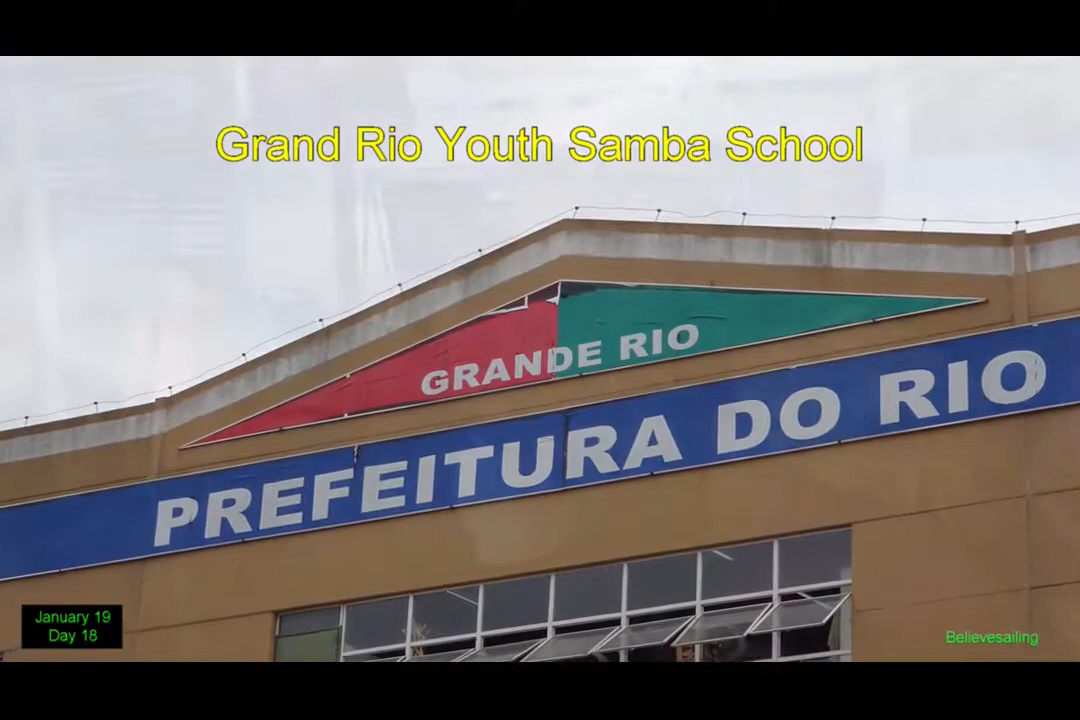 Grand Rio Youth Samba School
GRANDE RIO
PREFEITURA DO RIO
January 19
Day 18
Believesailing